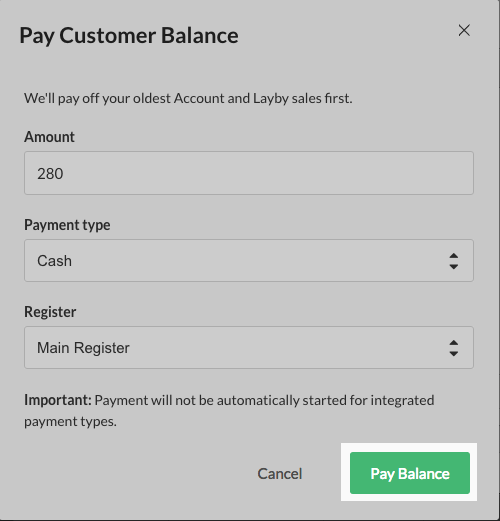 Pay Customer Balance
We'll pay off your oldest Account and Layby sales first.
Amount
280
Payment type
Cash
Register
Main Register
Important: Payment will not be automatically started for integrated
payment types.
Cancel
Pay Balance